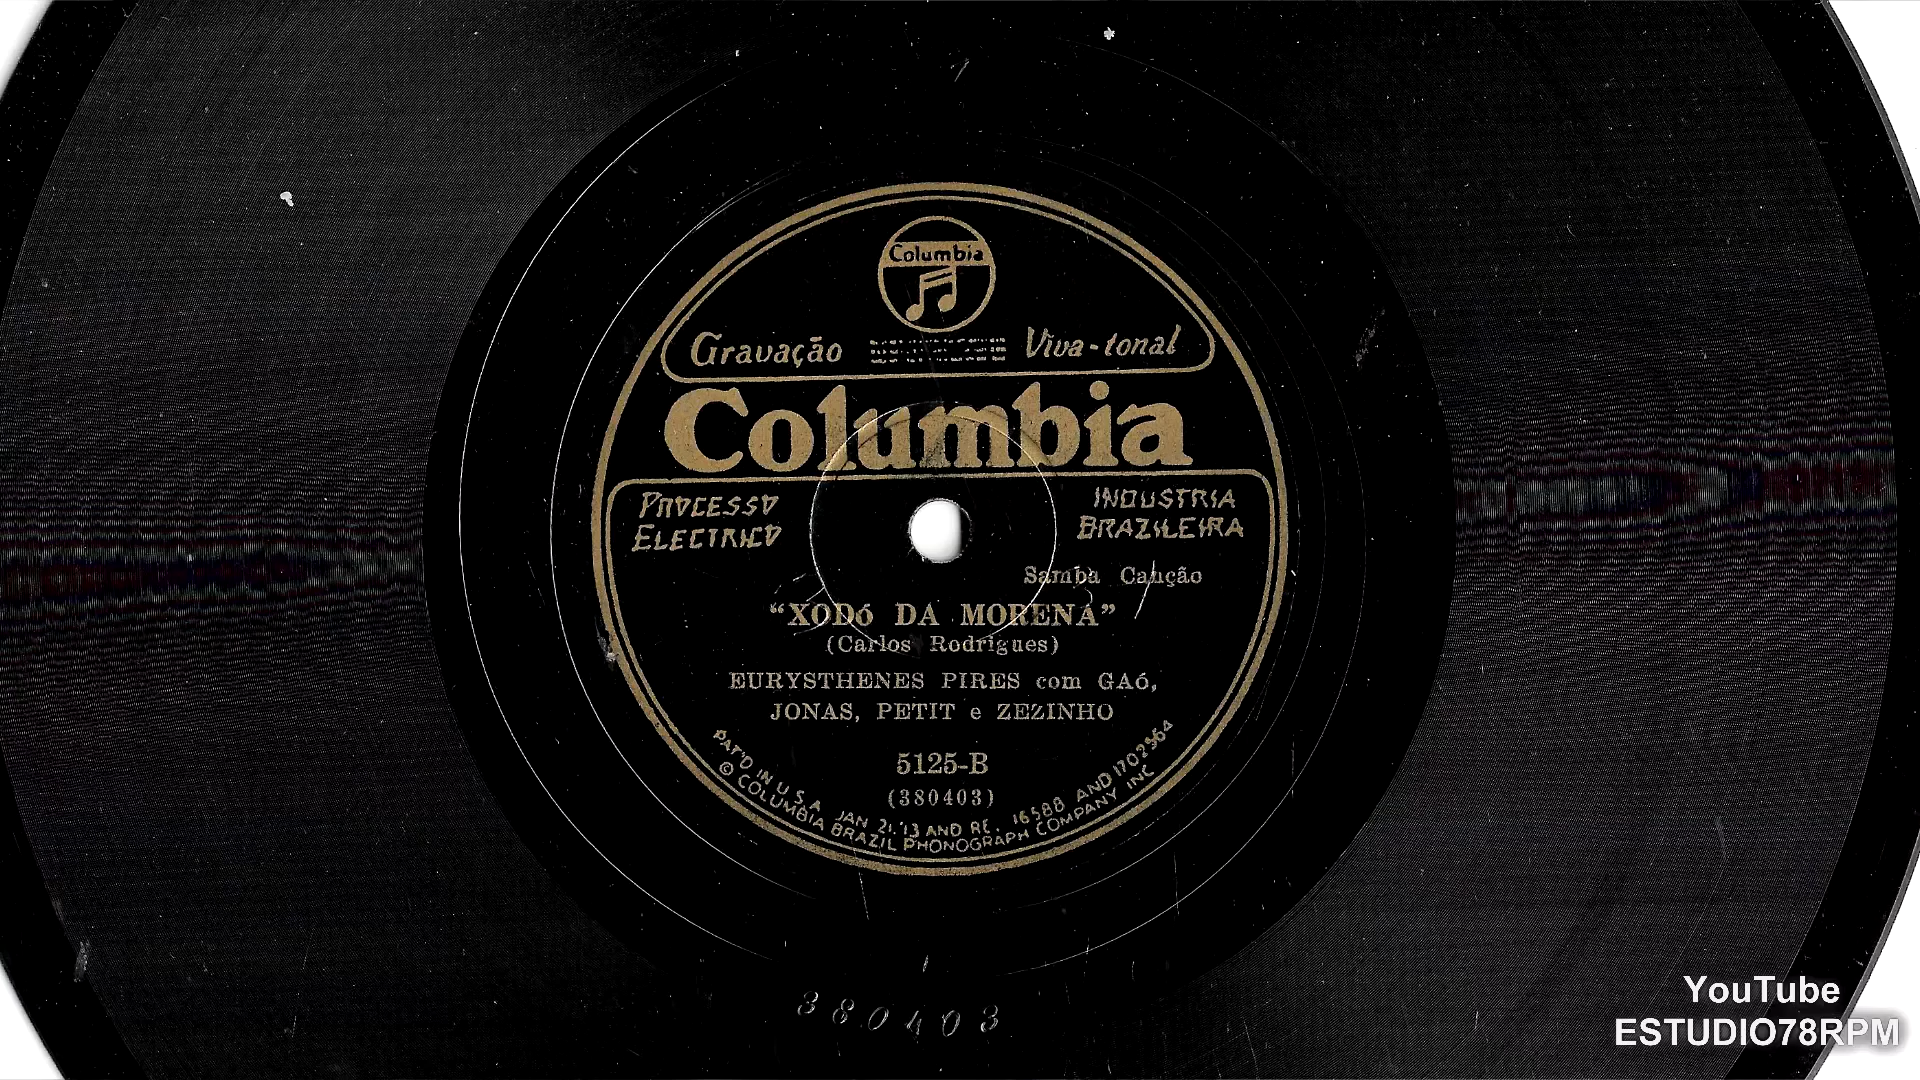 Columbia
Gravação Viva-tonal
Columbia
PROCESSO ELECTRICO
INDUSTRIA BRAZILEIRA
Samba Canção
“XODó DA MORENA”
(Carlos Rodrigues)
EURYSTHENES PIRES com GAó,
JONAS, PETIT e ZEZINHO
5125-B
(380403)
PAT'D IN U.S.A. JAN 21.'13 AND RE. 16588 AND 1702564
© COLUMBIA BRAZIL PHONOGRAPH COMPANY INC
380403
YouTube
ESTUDIO78RPM